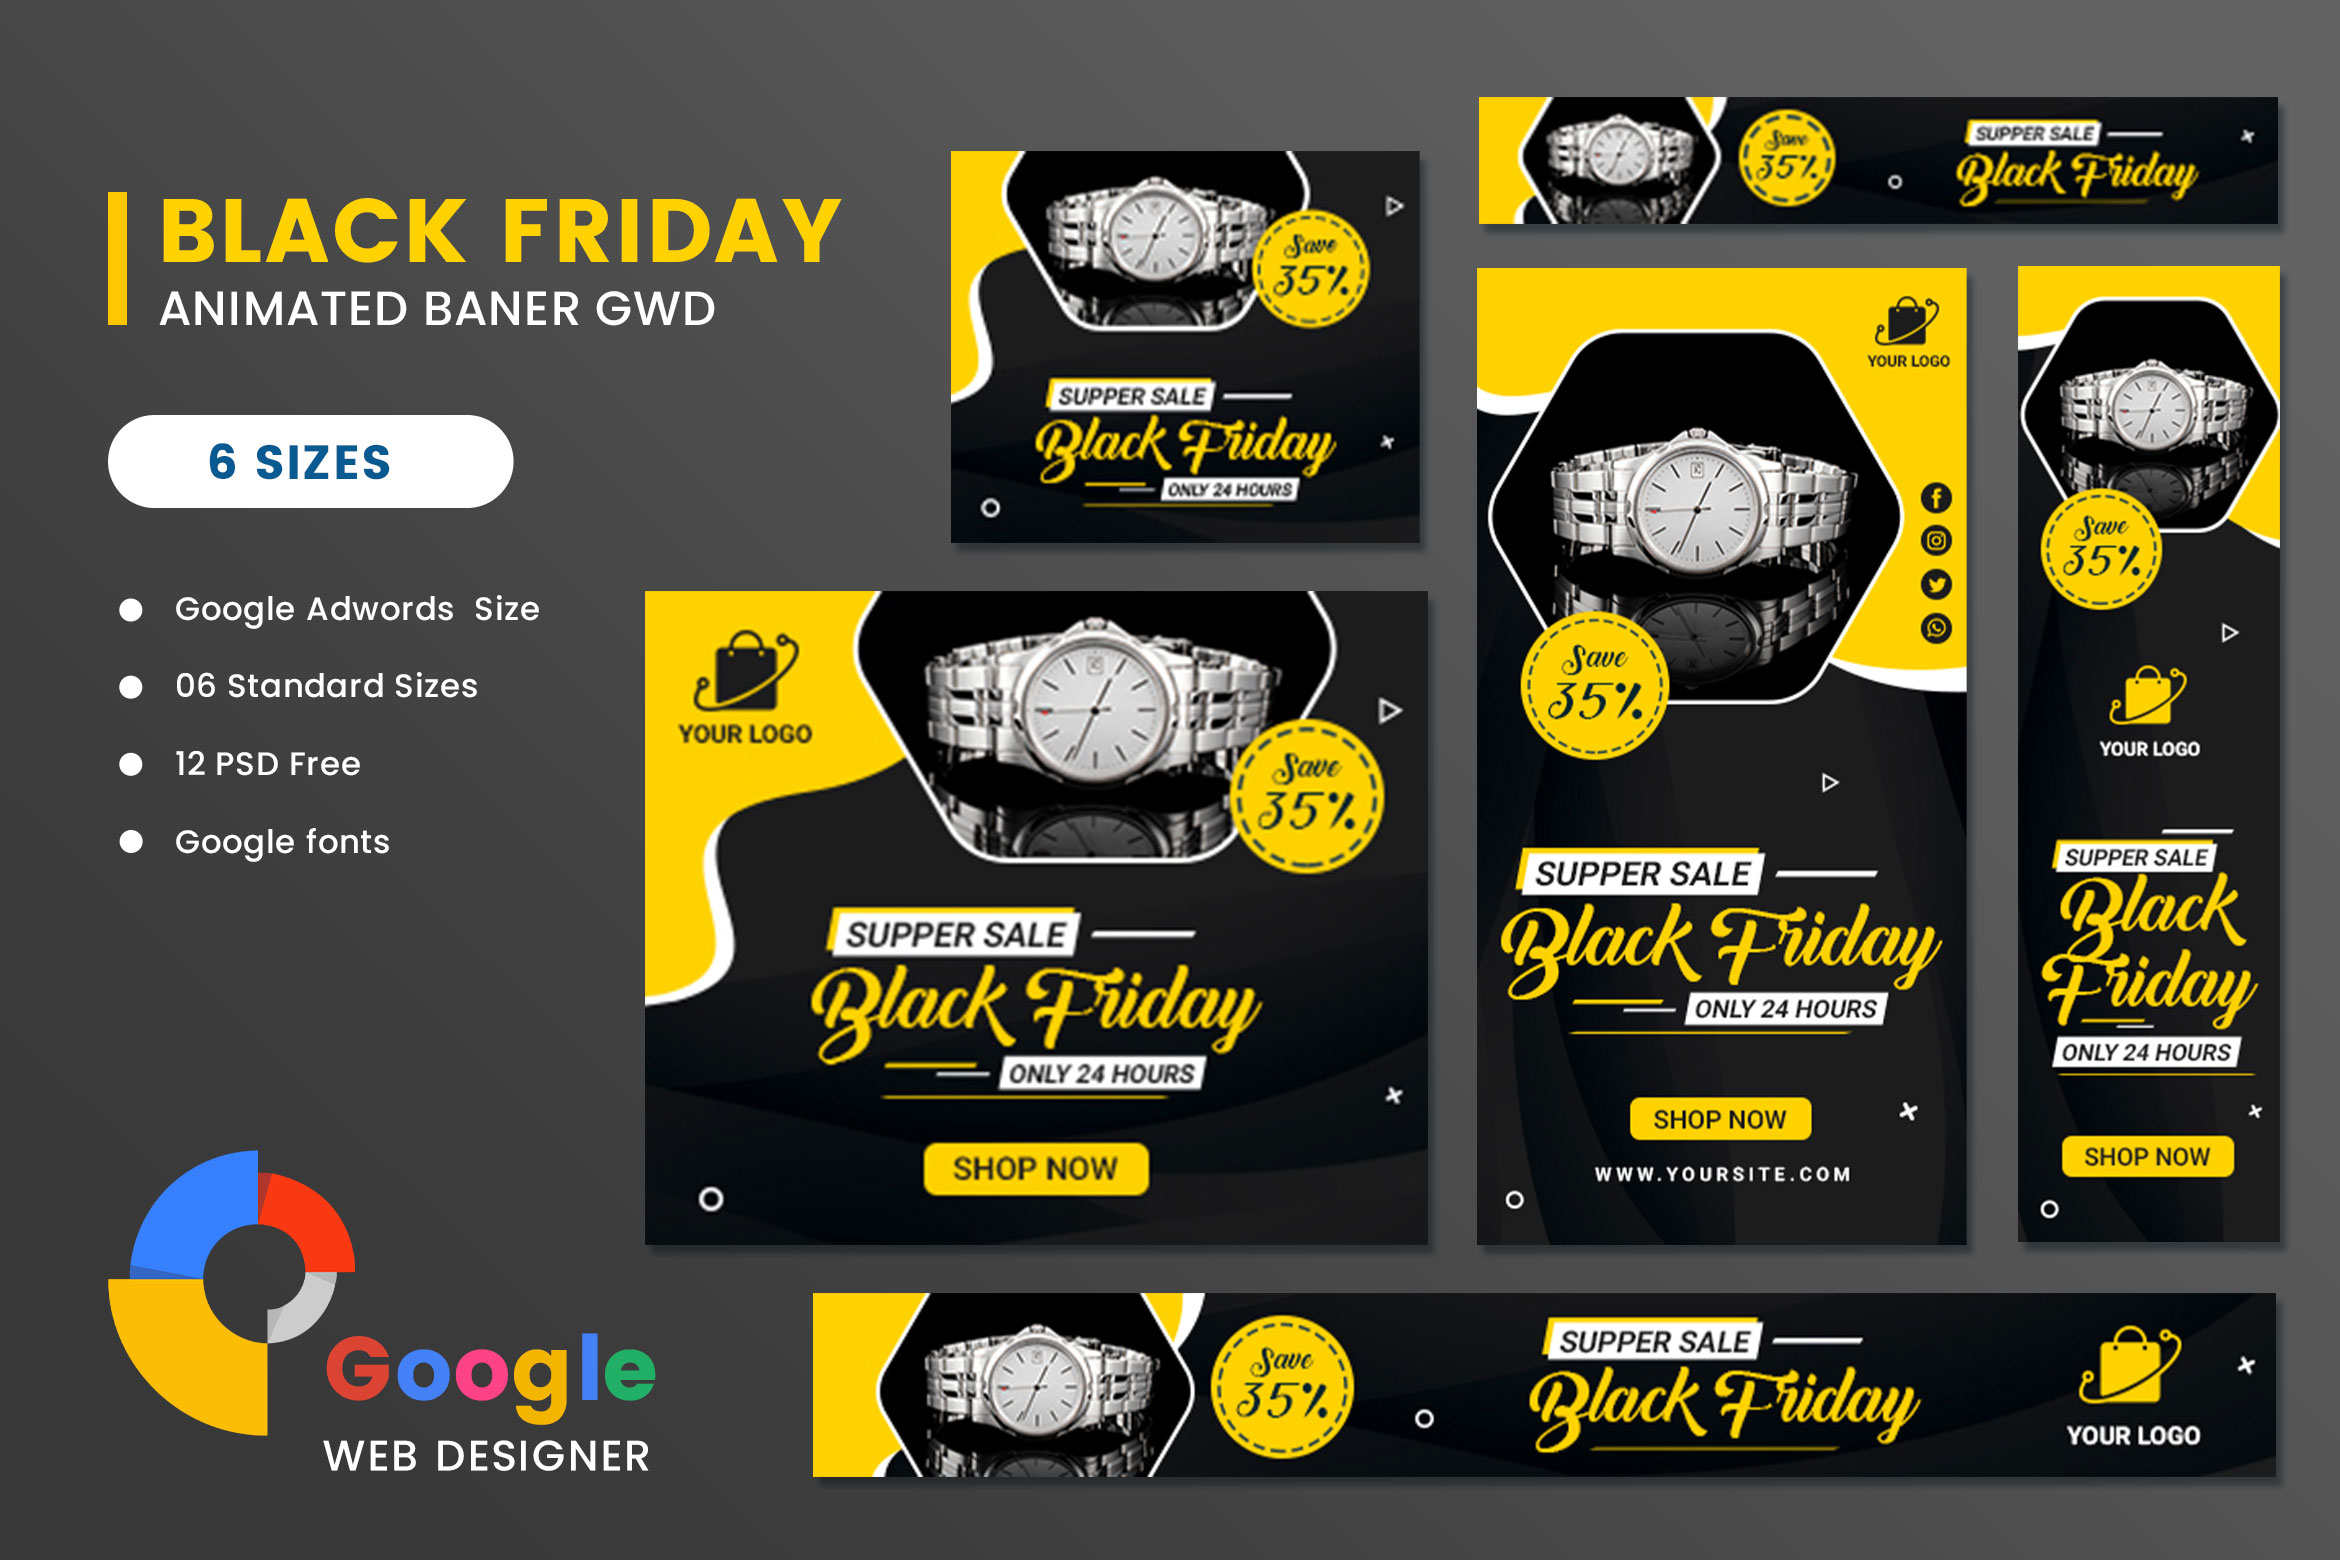 BLACK FRIDAY
ANIMATED BANER GWD
6 SIZES
Google Adwords Size
06 Standard Sizes
12 PSD Free
Google fonts
Google
WEB DESIGNER
Save
35%
SUPPER SALE
Black Friday
ONLY 24 HOURS
Save
35%
SUPPER SALE
Black Friday
YOUR LOGO
Save
35%
SUPPER SALE
Black Friday
ONLY 24 HOURS
SHOP NOW
YOUR LOGO
Save
35%
SUPPER SALE
Black Friday
ONLY 24 HOURS
SHOP NOW
WWW.YOURSITE.COM
Save
35%
YOUR LOGO
SUPPER SALE
Black
Friday
ONLY 24 HOURS
SHOP NOW
Save
35%
SUPPER SALE
Black Friday
YOUR LOGO